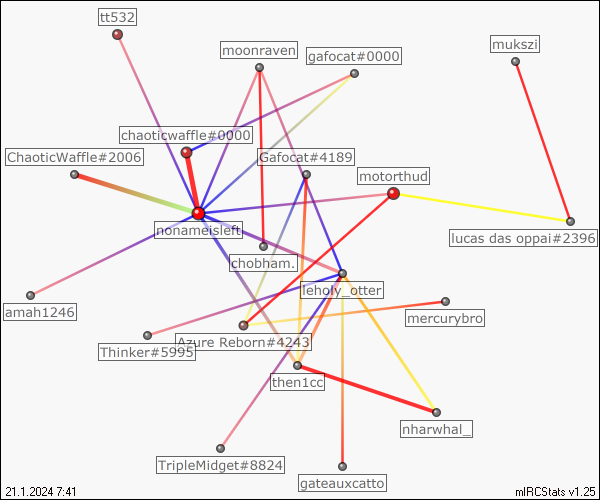 tt532
moonraven
gafocat#0000
mukszi
chaoticwaffle#0000
ChaoticWaffle#2006
Gafocat#4189
motorthud
nonameisleft
lucas das oppai#2396
chobham.
leholy_otter
amah1246
mercurybro
Thinker#5995
Azure Reborn#4243
then1cc
nharwhal_
TripleMidget#8824
gateauxcatto
21.1.2024 7:41
mIRCStats v1.25